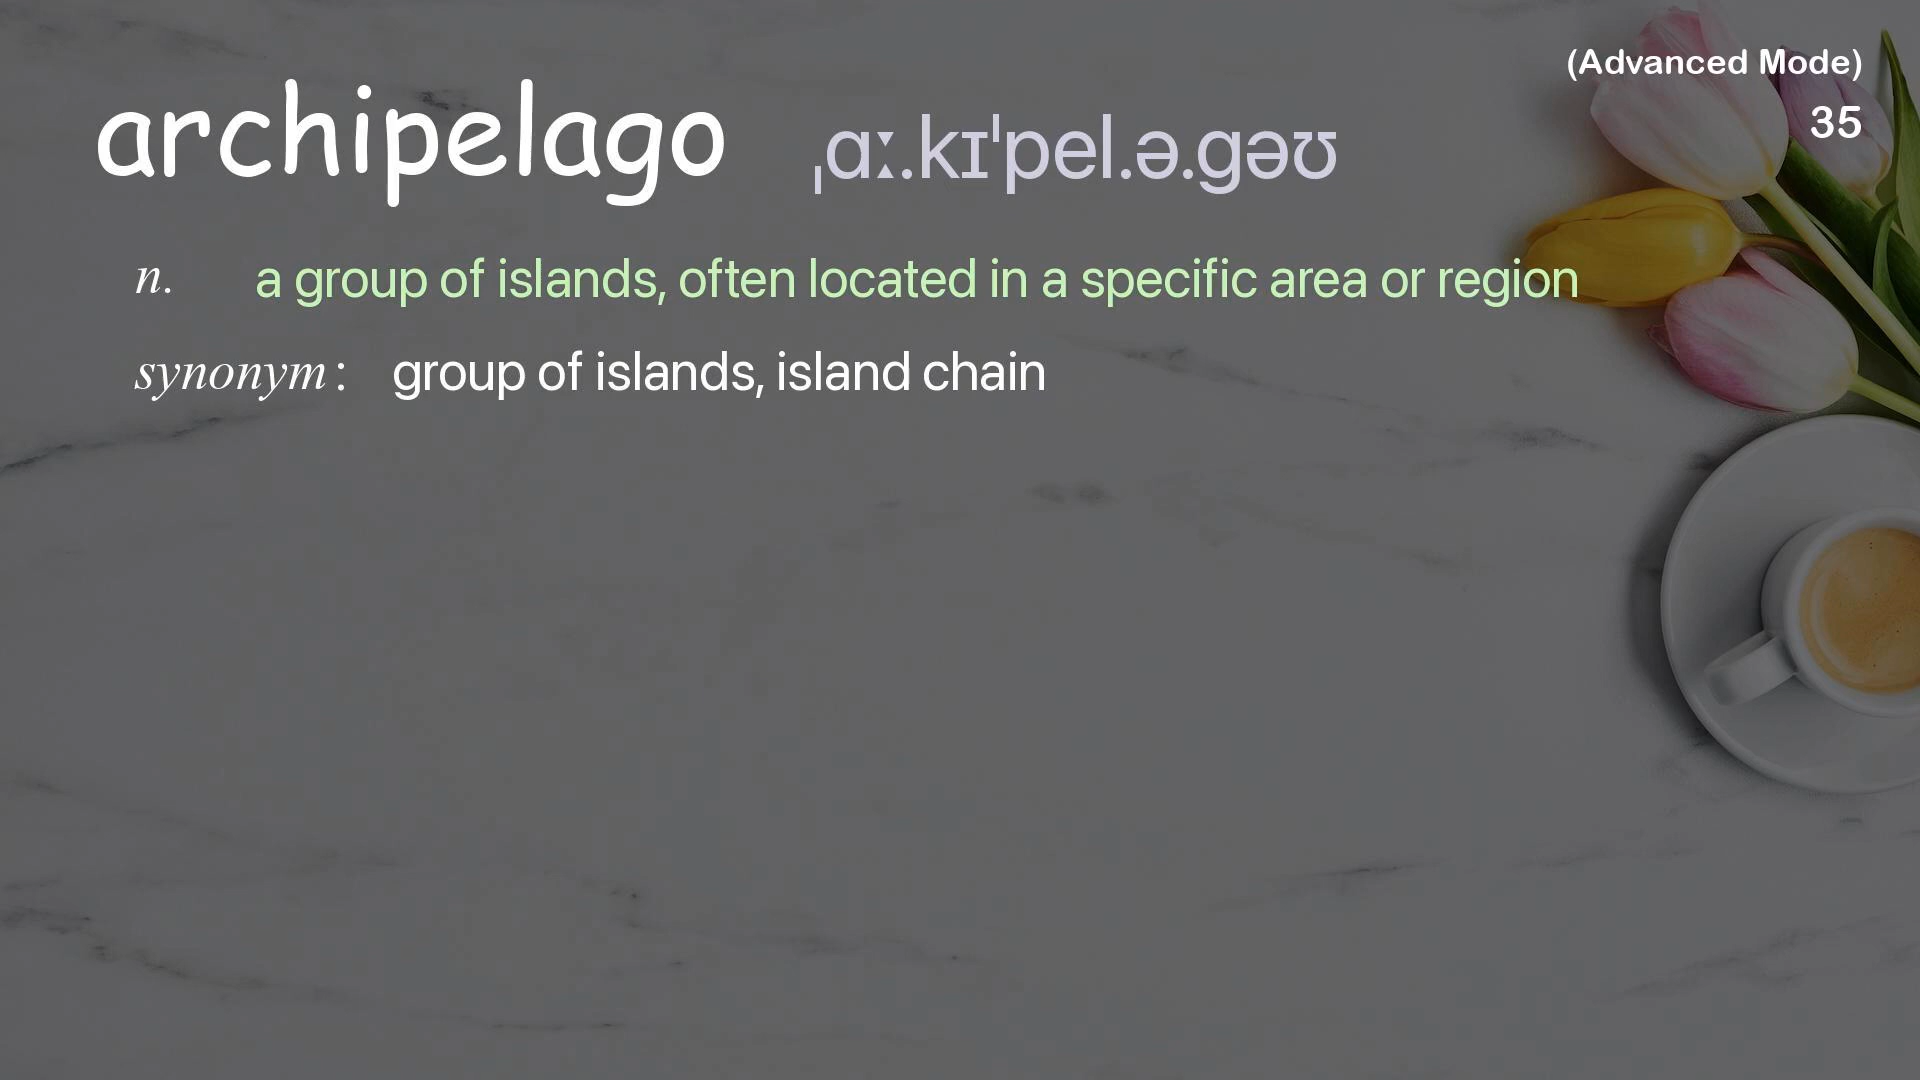 (Advanced Mode)
35
archipelago ˌɑː.kɪˈpel.ə.ɡəʊ
n. a group of islands, often located in a specific area or region
synonym : group of islands, island chain